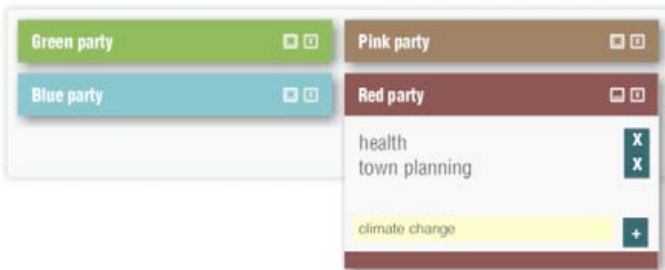 Green party
Pink party
Blue party
Red party
health X
town planning X
climate change +